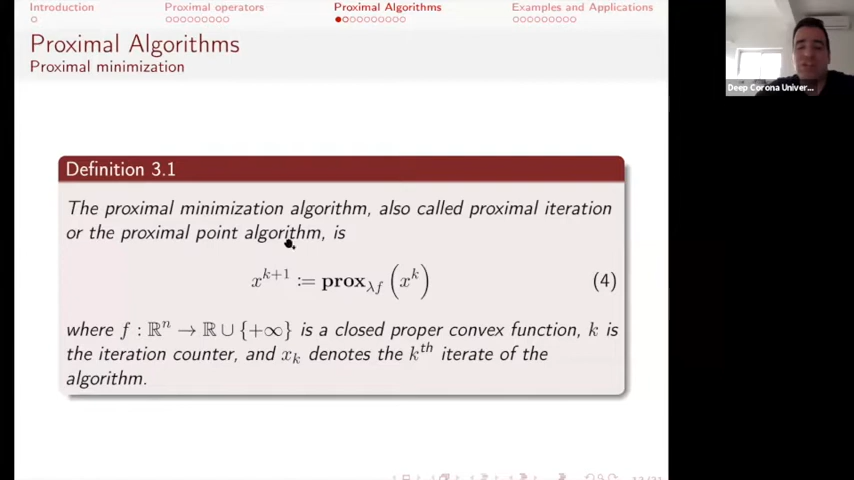 Introduction Proximal operators Proximal Algorithms Examples and Applications
Proximal Algorithms
Proximal minimization
Deep Corona Univer...
Definition 3.1
The proximal minimization algorithm, also called proximal iteration
or the proximal point algorithm, is
x^{k+1} := prox_{λf} (x^k) (4)
where f : ℝ^n → ℝ ∪ {+∞} is a closed proper convex function, k is
the iteration counter, and x_k denotes the k^{th} iterate of the
algorithm.